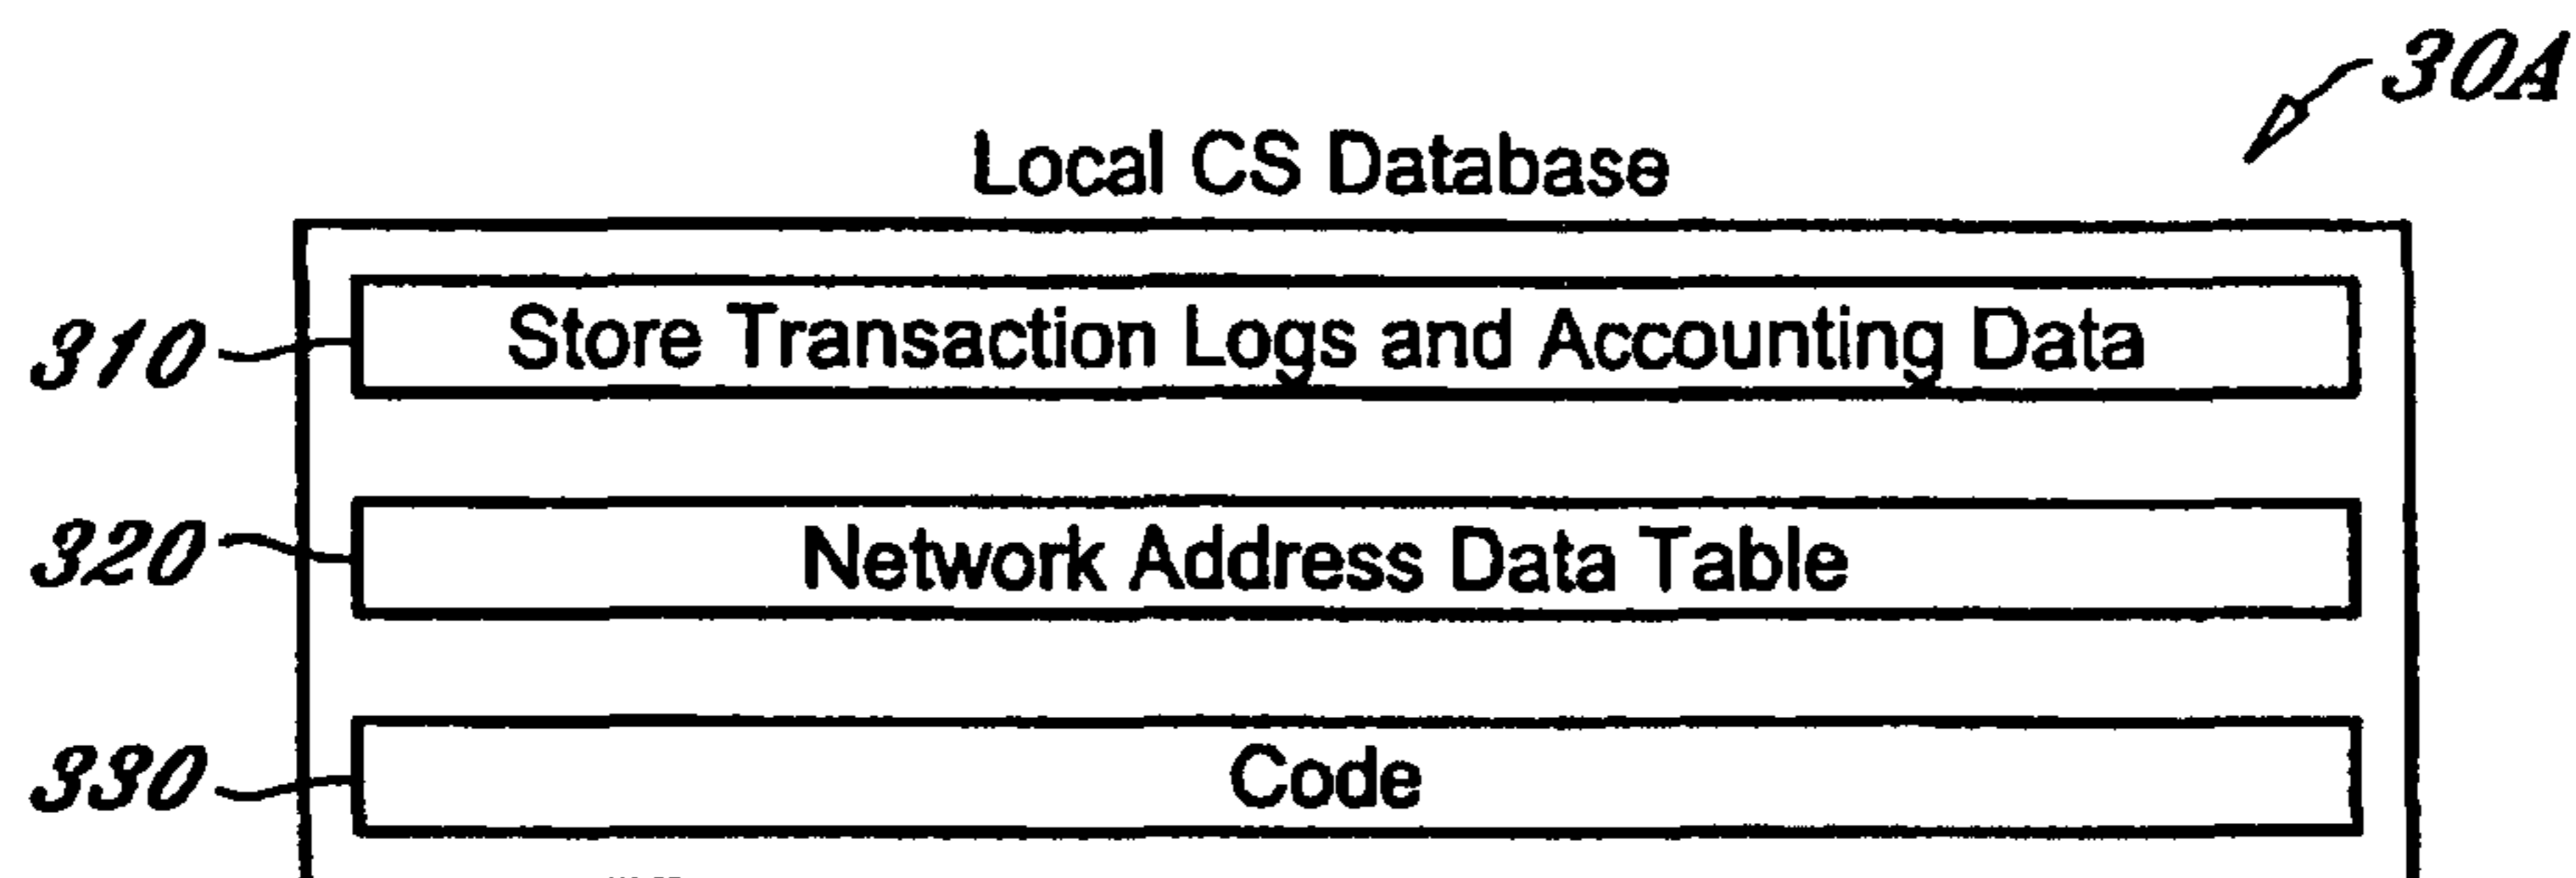 30A
Local CS Database
310 Store Transaction Logs and Accounting Data
320 Network Address Data Table
330 Code